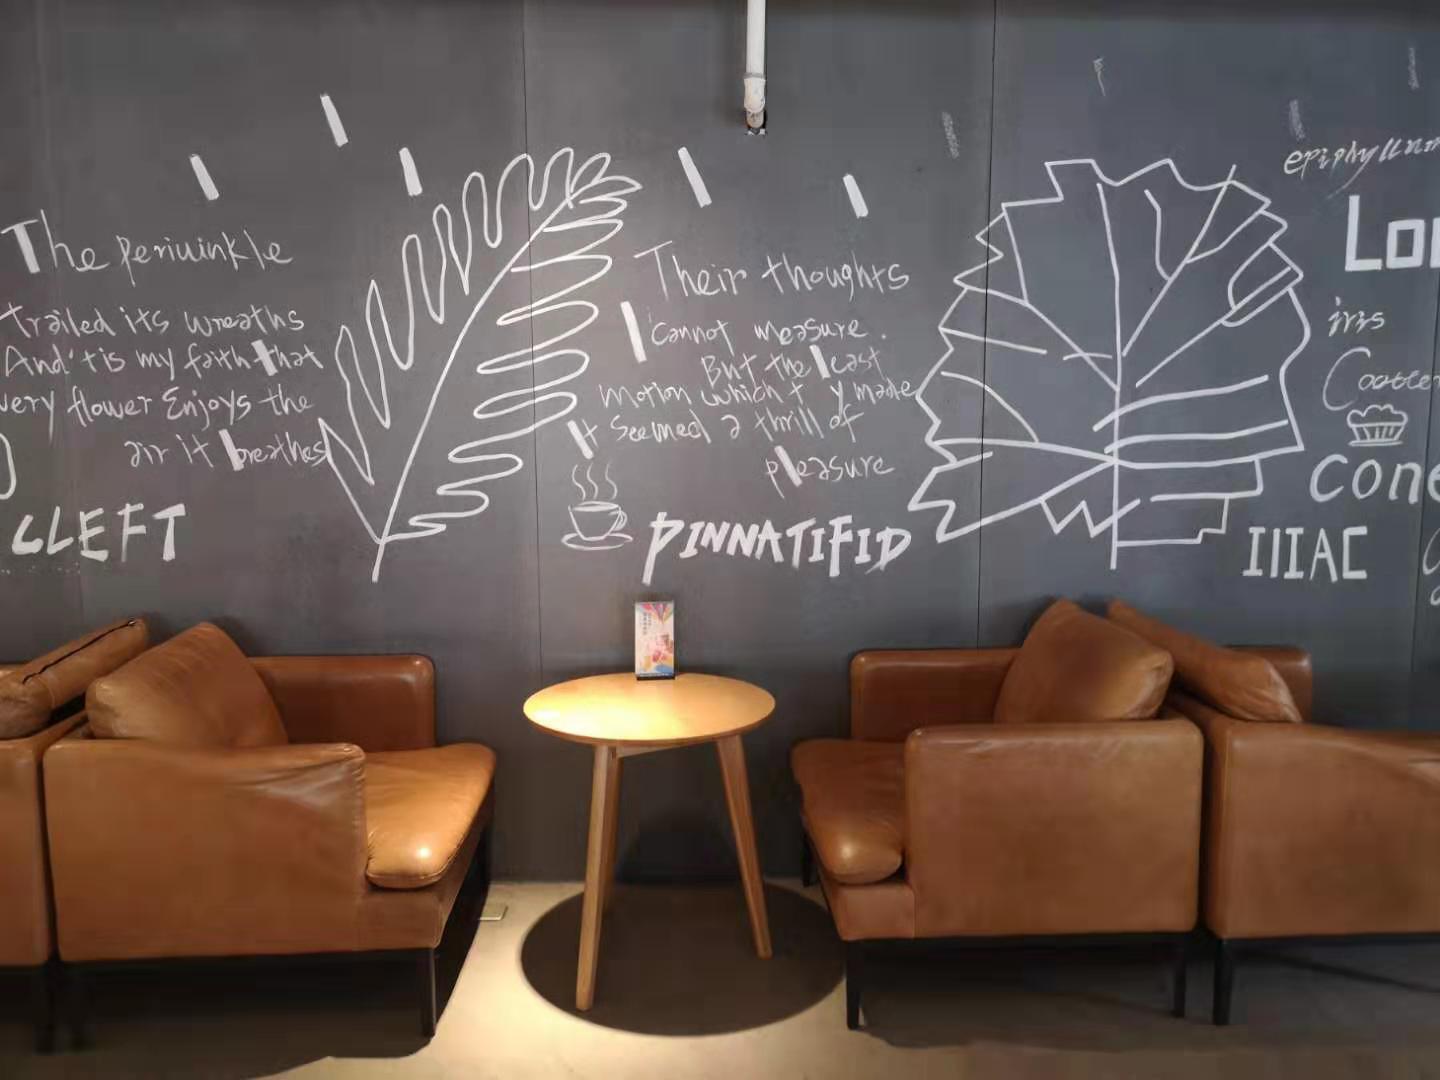 The periwinkle
trailed its wreaths
And 'tis my faith that
very flower Enjoys the
air it breathes
CLEFT
Their thoughts
I cannot measure.
But the least
motion which t y made
It seemed a thrill of
pleasure
PINNATIFID
iris
cone
IIIAC